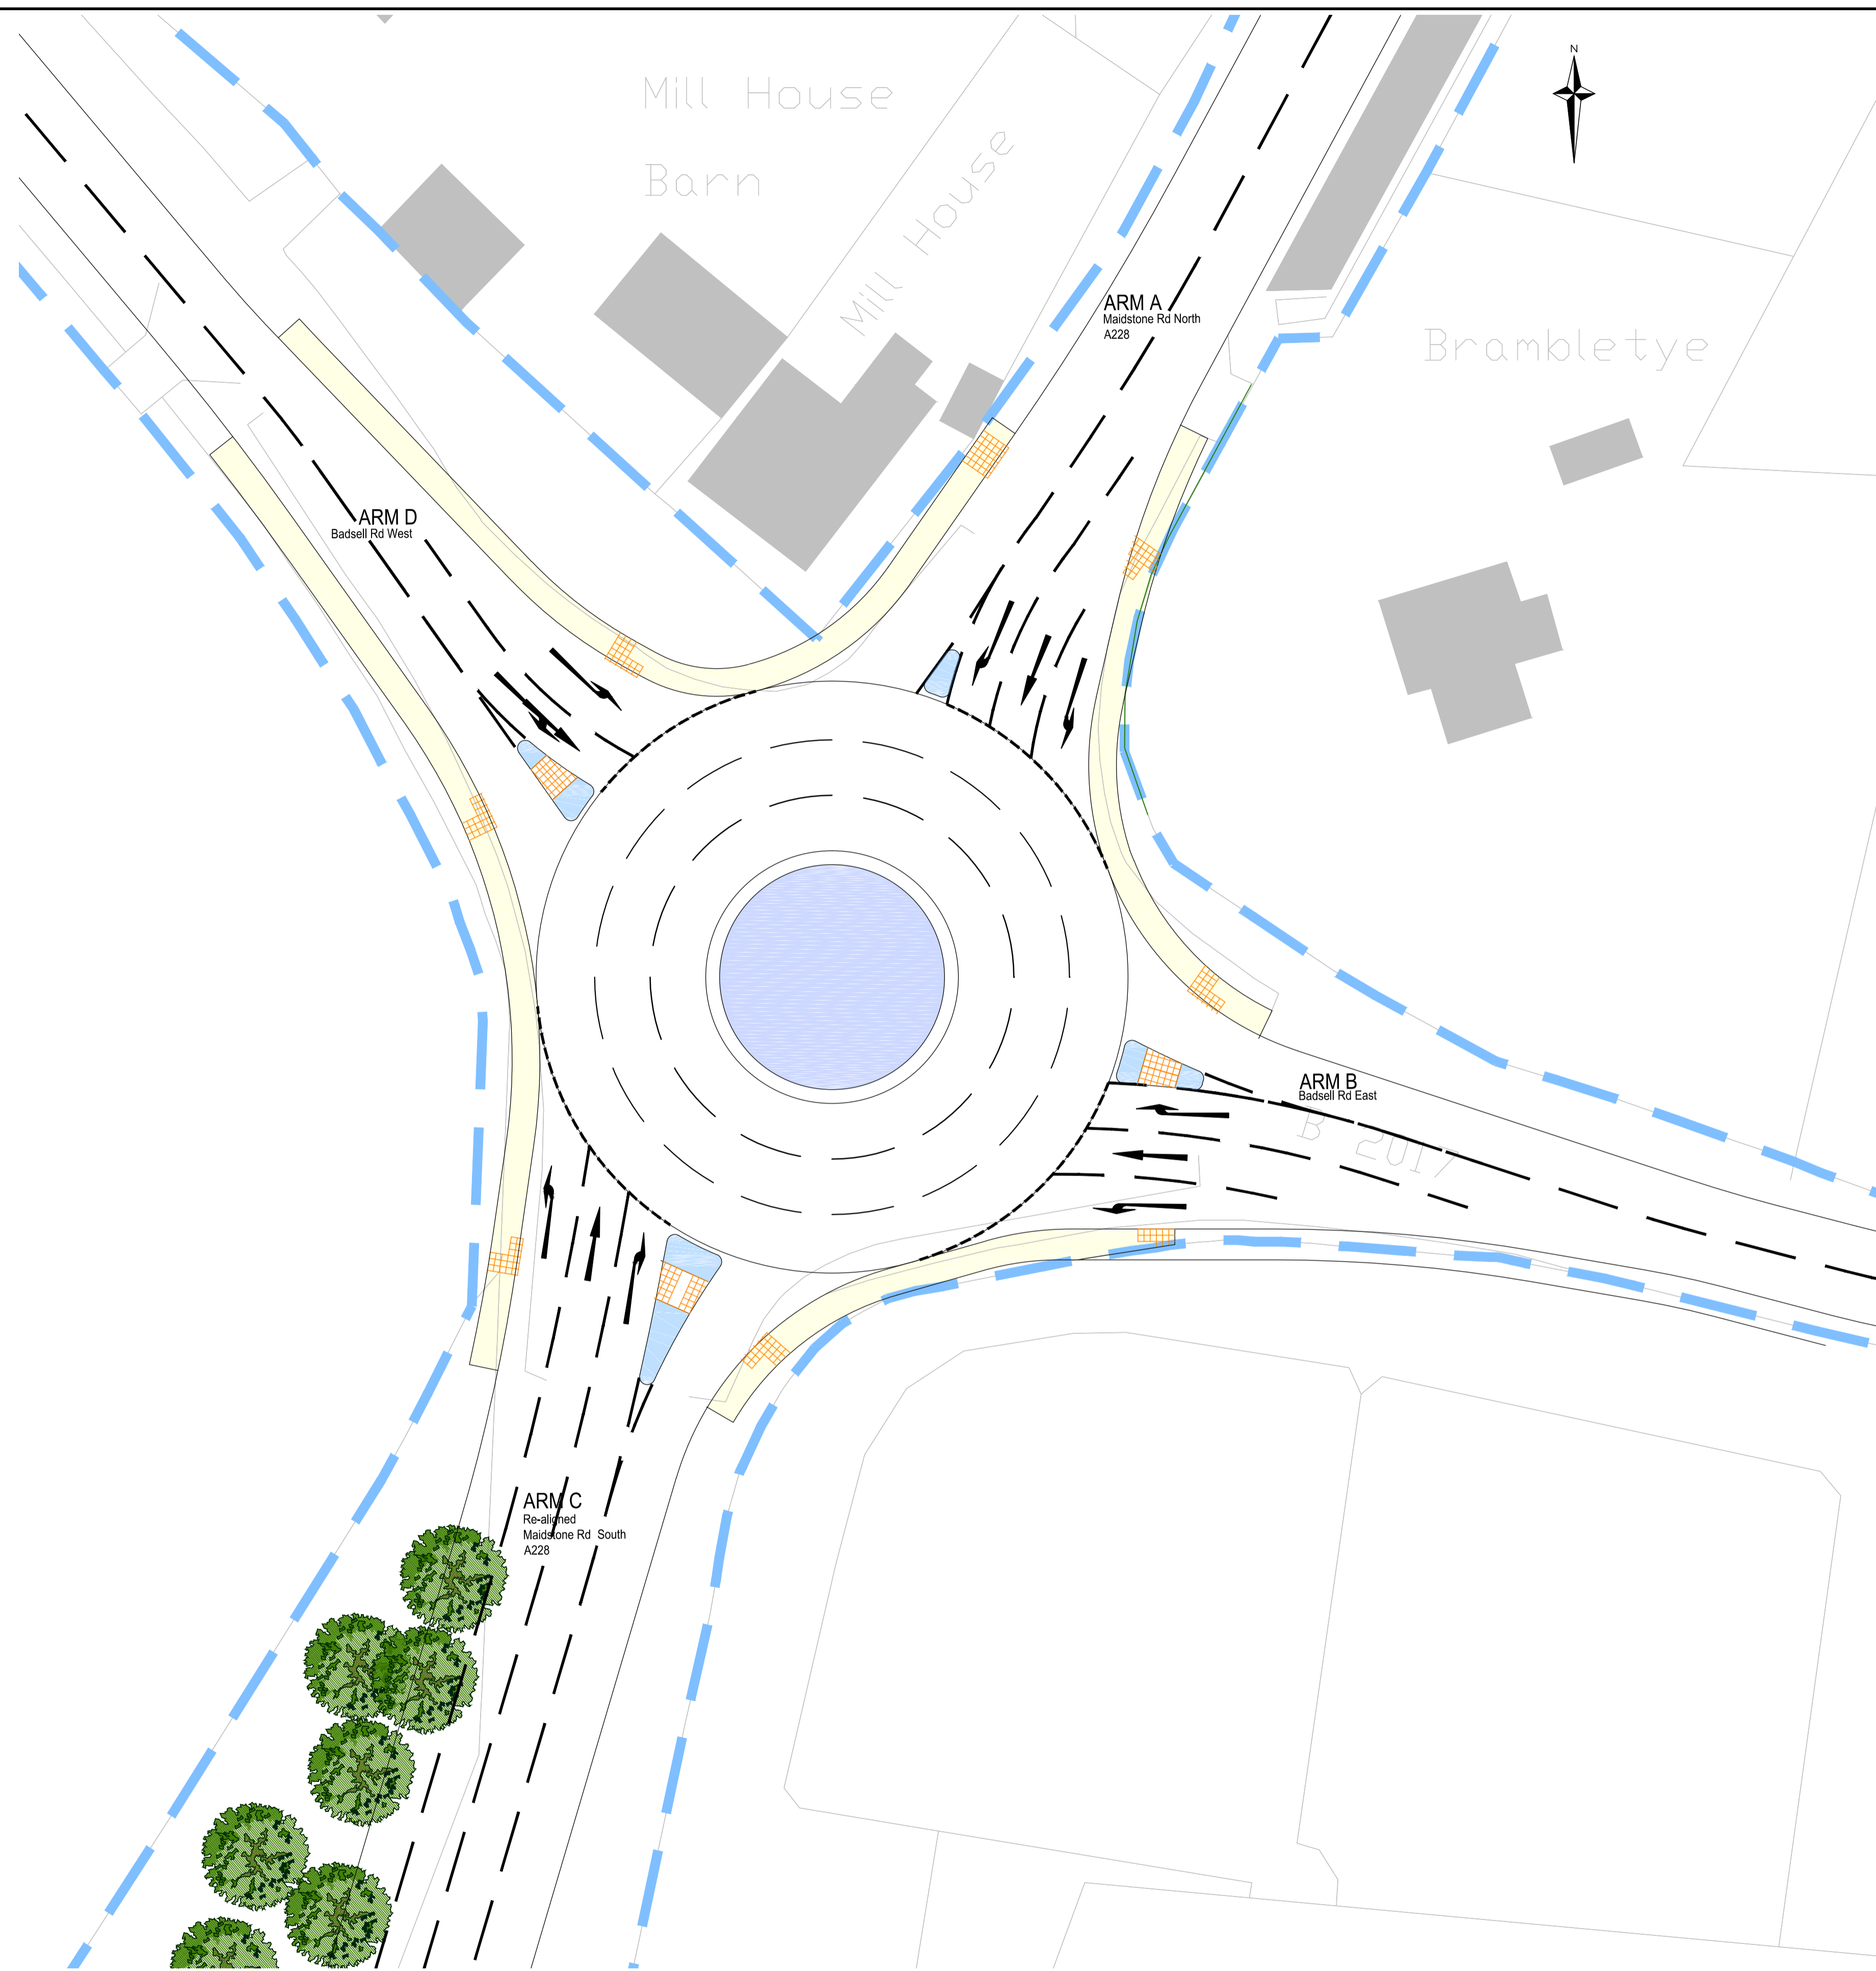 N
Mill House
Barn
Mill House
ARM A
Maidstone Rd North
A228
Brambletye
ARM D
Badsell Rd West
ARM B
Badsell Rd East
ARM C
Re-aligned
Maidstone Rd South
A228